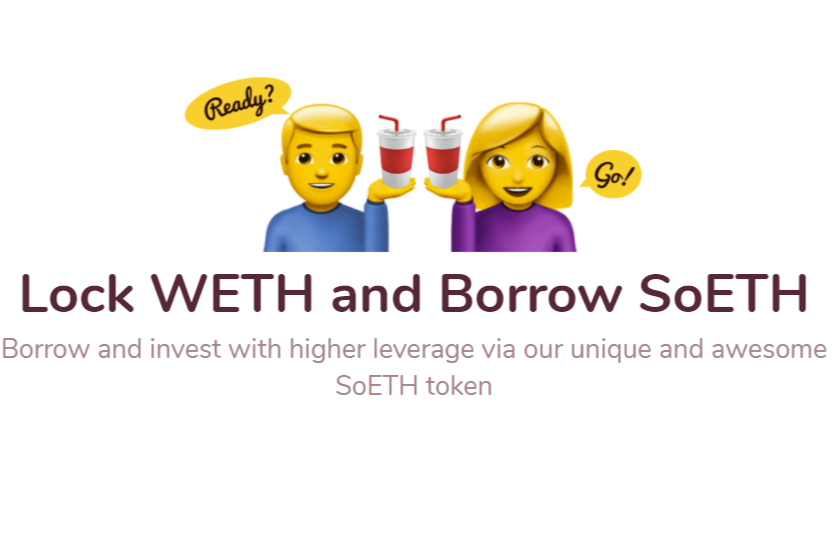 Ready?
Go!
Lock WETH and Borrow SoETH
Borrow and invest with higher leverage via our unique and awesome
SoETH token